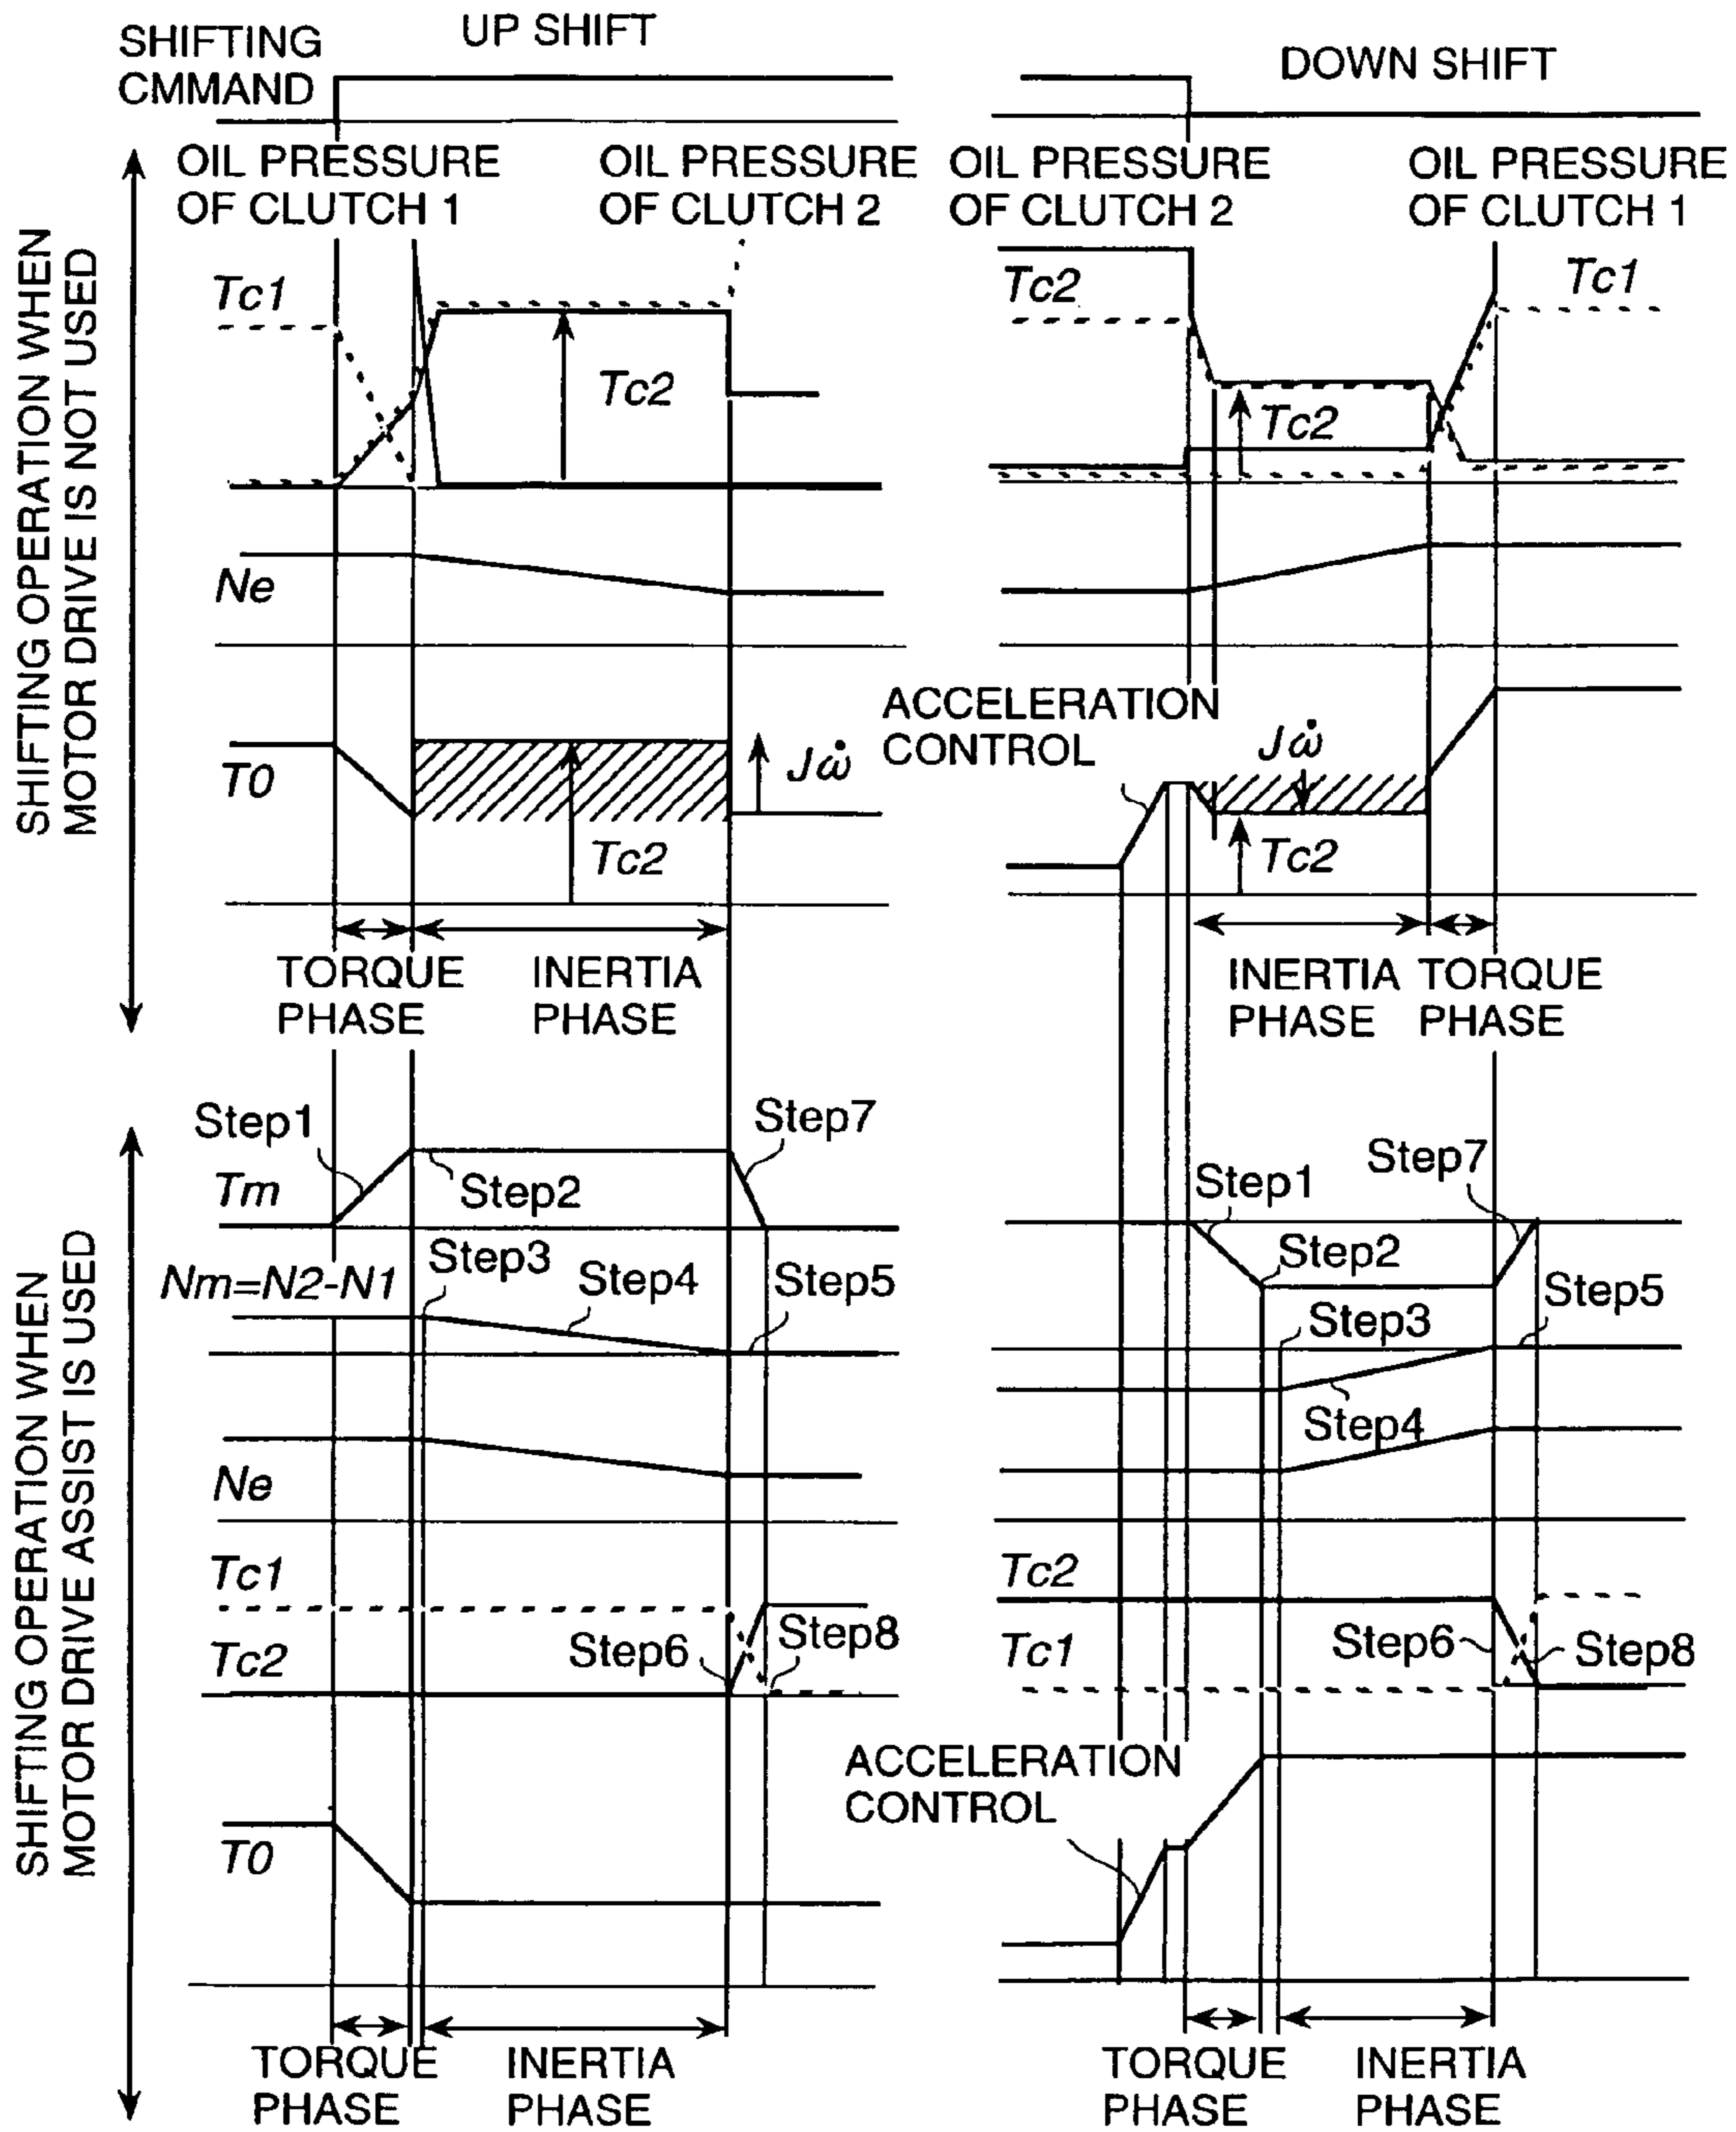 SHIFTING
CMMAND
UP SHIFT
DOWN SHIFT
SHIFTING OPERATION WHEN
MOTOR DRIVE IS NOT USED
OIL PRESSURE
OF CLUTCH 1
OIL PRESSURE
OF CLUTCH 2
OIL PRESSURE
OF CLUTCH 2
OIL PRESSURE
OF CLUTCH 1
Tc1
Tc2
Tc2
Tc1
Tc2
Ne
ACCELERATION
CONTROL
T0
Jω̇
Tc2
Jω̇
Tc2
TORQUE
PHASE
INERTIA
PHASE
INERTIA
PHASE
TORQUE
PHASE
SHIFTING OPERATION WHEN
MOTOR DRIVE ASSIST IS USED
Step1
Tm
Step2
Step7
Step1
Step7
Step2
Nm=N2-N1
Step3
Step4
Step5
Step3
Step5
Step4
Ne
Tc1
Tc2
Step6
Step8
Tc2
Tc1
Step6
Step8
ACCELERATION
CONTROL
T0
TORQUE
PHASE
INERTIA
PHASE
TORQUE
PHASE
INERTIA
PHASE